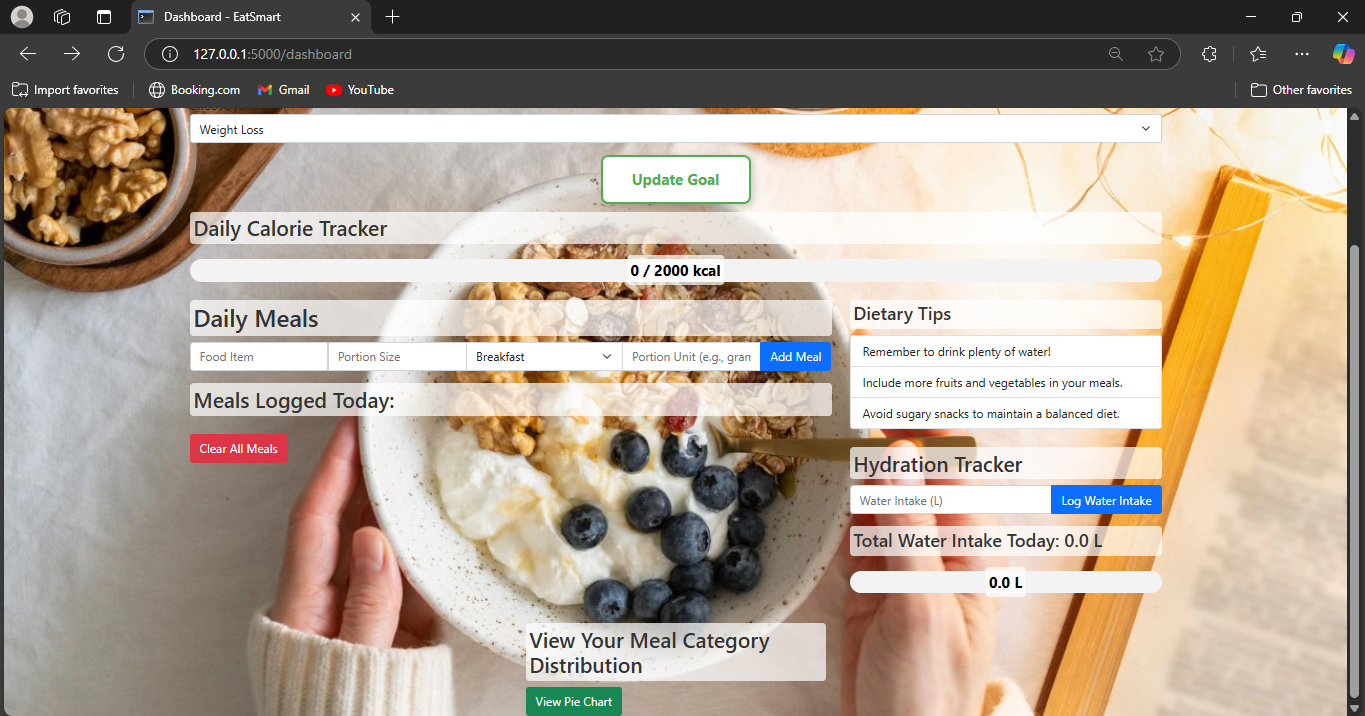 Dashboard - EatSmart
127.0.0.1:5000/dashboard
Import favorites
Booking.com
Gmail
YouTube
Other favorites
Weight Loss
Update Goal
Daily Calorie Tracker
0 / 2000 kcal
Daily Meals
Food Item
Portion Size
Breakfast
Portion Unit (e.g., gram
Add Meal
Meals Logged Today:
Clear All Meals
Dietary Tips
Remember to drink plenty of water!
Include more fruits and vegetables in your meals.
Avoid sugary snacks to maintain a balanced diet.
Hydration Tracker
Water Intake (L)
Log Water Intake
Total Water Intake Today: 0.0 L
0.0 L
View Your Meal Category
Distribution
View Pie Chart